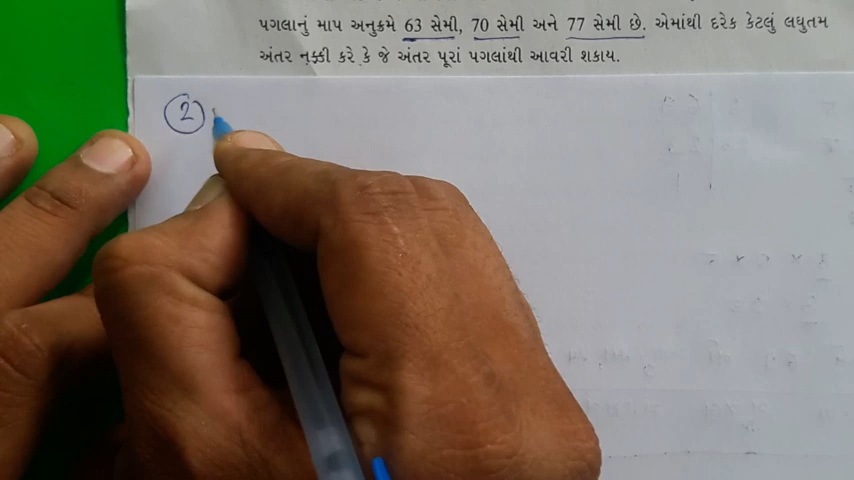 પગલાનું માપ અનુક્રમે 63 સેમી, 70 સેમી અને 77 સેમી છે. એમાંથી દરેક કેટલું લઘુતમ
અંતર નક્કી કરે કે જે અંતર પૂરાં પગલાંથી આવરી શકાય.
2